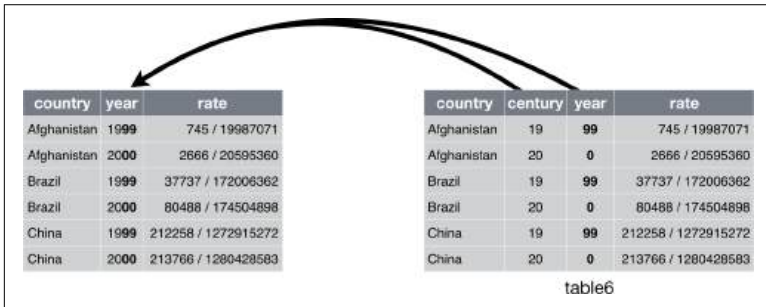 country year rate
Afghanistan 1999 745 / 19987071
Afghanistan 2000 2666 / 20595360
Brazil 1999 37737 / 172006362
Brazil 2000 80488 / 174504898
China 1999 212258 / 1272915272
China 2000 213766 / 1280428583
country century year rate
Afghanistan 19 99 745 / 19987071
Afghanistan 20 0 2666 / 20595360
Brazil 19 99 37737 / 172006362
Brazil 20 0 80488 / 174504898
China 19 99 212258 / 1272915272
China 20 0 213766 / 1280428583
table6